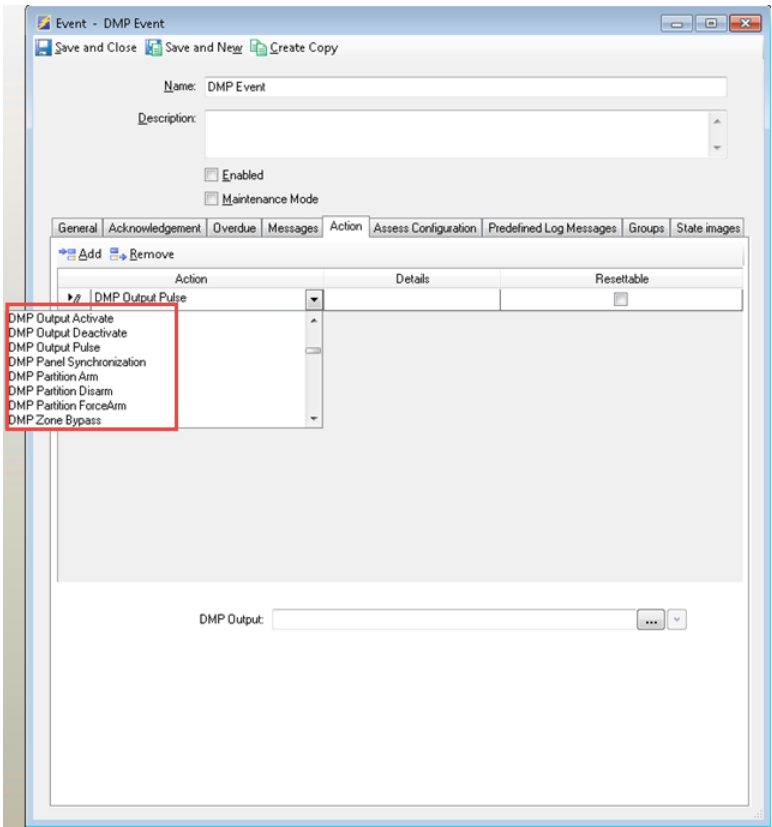 Event - DMP Event
Save and Close Save and New Create Copy
Name: DMP Event
Description:
Enabled
Maintenance Mode
General Acknowledgement Overdue Messages Action Assess Configuration Predefined Log Messages Groups State images
Add Remove
Action Details Resettable
DMP Output Pulse
DMP Output Activate
DMP Output Deactivate
DMP Output Pulse
DMP Panel Synchronization
DMP Partition Arm
DMP Partition Disarm
DMP Partition ForceArm
DMP Zone Bypass
DMP Output: ...